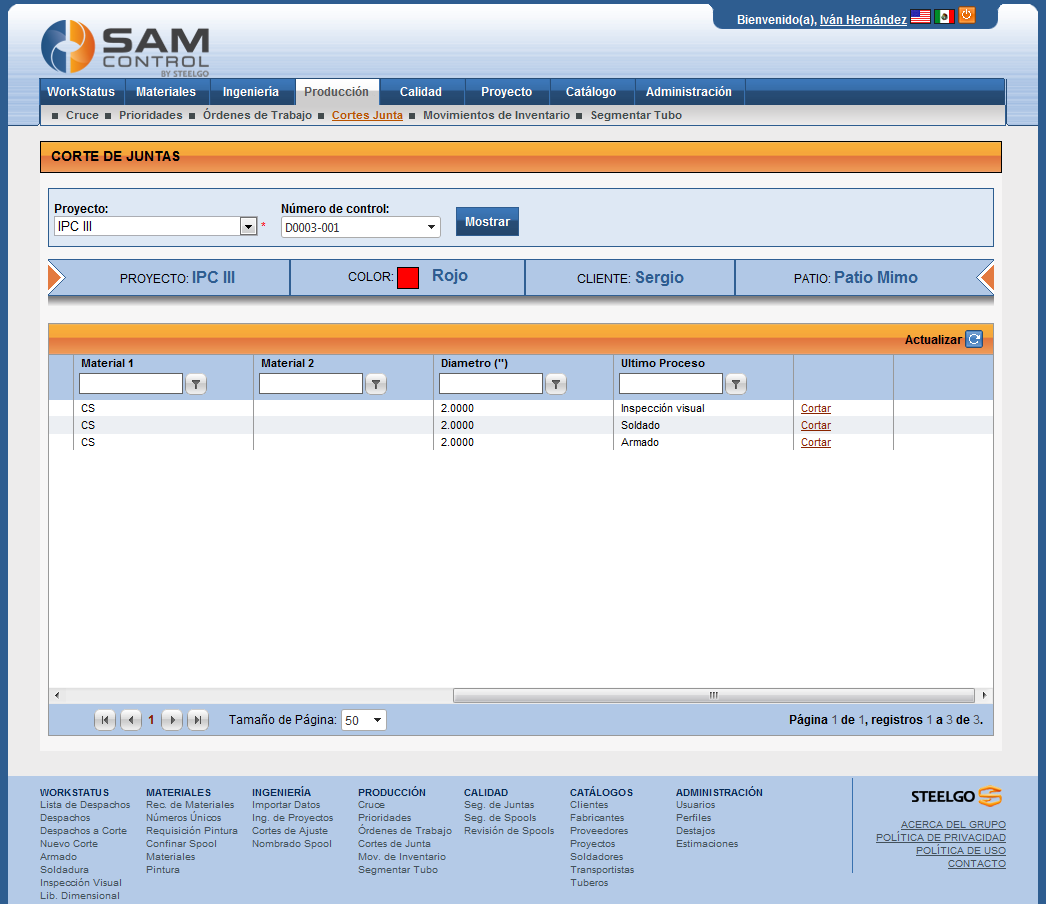 Bienvenido(a), Iván Hernández
SAM
CONTROL
BY STEELGO
WorkStatus Materiales Ingeniería Producción Calidad Proyecto Catálogo Administración
Cruce Prioridades Órdenes de Trabajo Cortes Junta Movimientos de Inventario Segmentar Tubo
CORTE DE JUNTAS
Proyecto: Número de control:
IPC III * D0003-001 Mostrar
PROYECTO: IPC III COLOR: Rojo CLIENTE: Sergio PATIO: Patio Mimo
Actualizar
Material 1 Material 2 Diametro (") Ultimo Proceso
CS 2.0000 Inspección visual Cortar
CS 2.0000 Soldado Cortar
CS 2.0000 Armado Cortar
1 Tamaño de Página: 50 Página 1 de 1, registros 1 a 3 de 3.
WORKSTATUS MATERIALES INGENIERÍA PRODUCCIÓN CALIDAD CATÁLOGOS ADMINISTRACIÓN
Lista de Despachos Rec. de Materiales Importar Datos Cruce Seg. de Juntas Clientes Usuarios
Despachos Números Únicos Ing. de Proyectos Prioridades Seg. de Spools Fabricantes Perfiles
Despachos a Corte Requisición Pintura Cortes de Ajuste Órdenes de Trabajo Revisión de Spools Proveedores Destajos
Nuevo Corte Confinar Spool Nombrado Spool Cortes de Junta Proyectos Estimaciones
Armado Materiales Mov. de Inventario Soldadores
Soldadura Pintura Segmentar Tubo Transportistas
Inspección Visual Tuberos
Lib. Dimensional
STEELGO
ACERCA DEL GRUPO
POLÍTICA DE PRIVACIDAD
POLÍTICA DE USO
CONTACTO